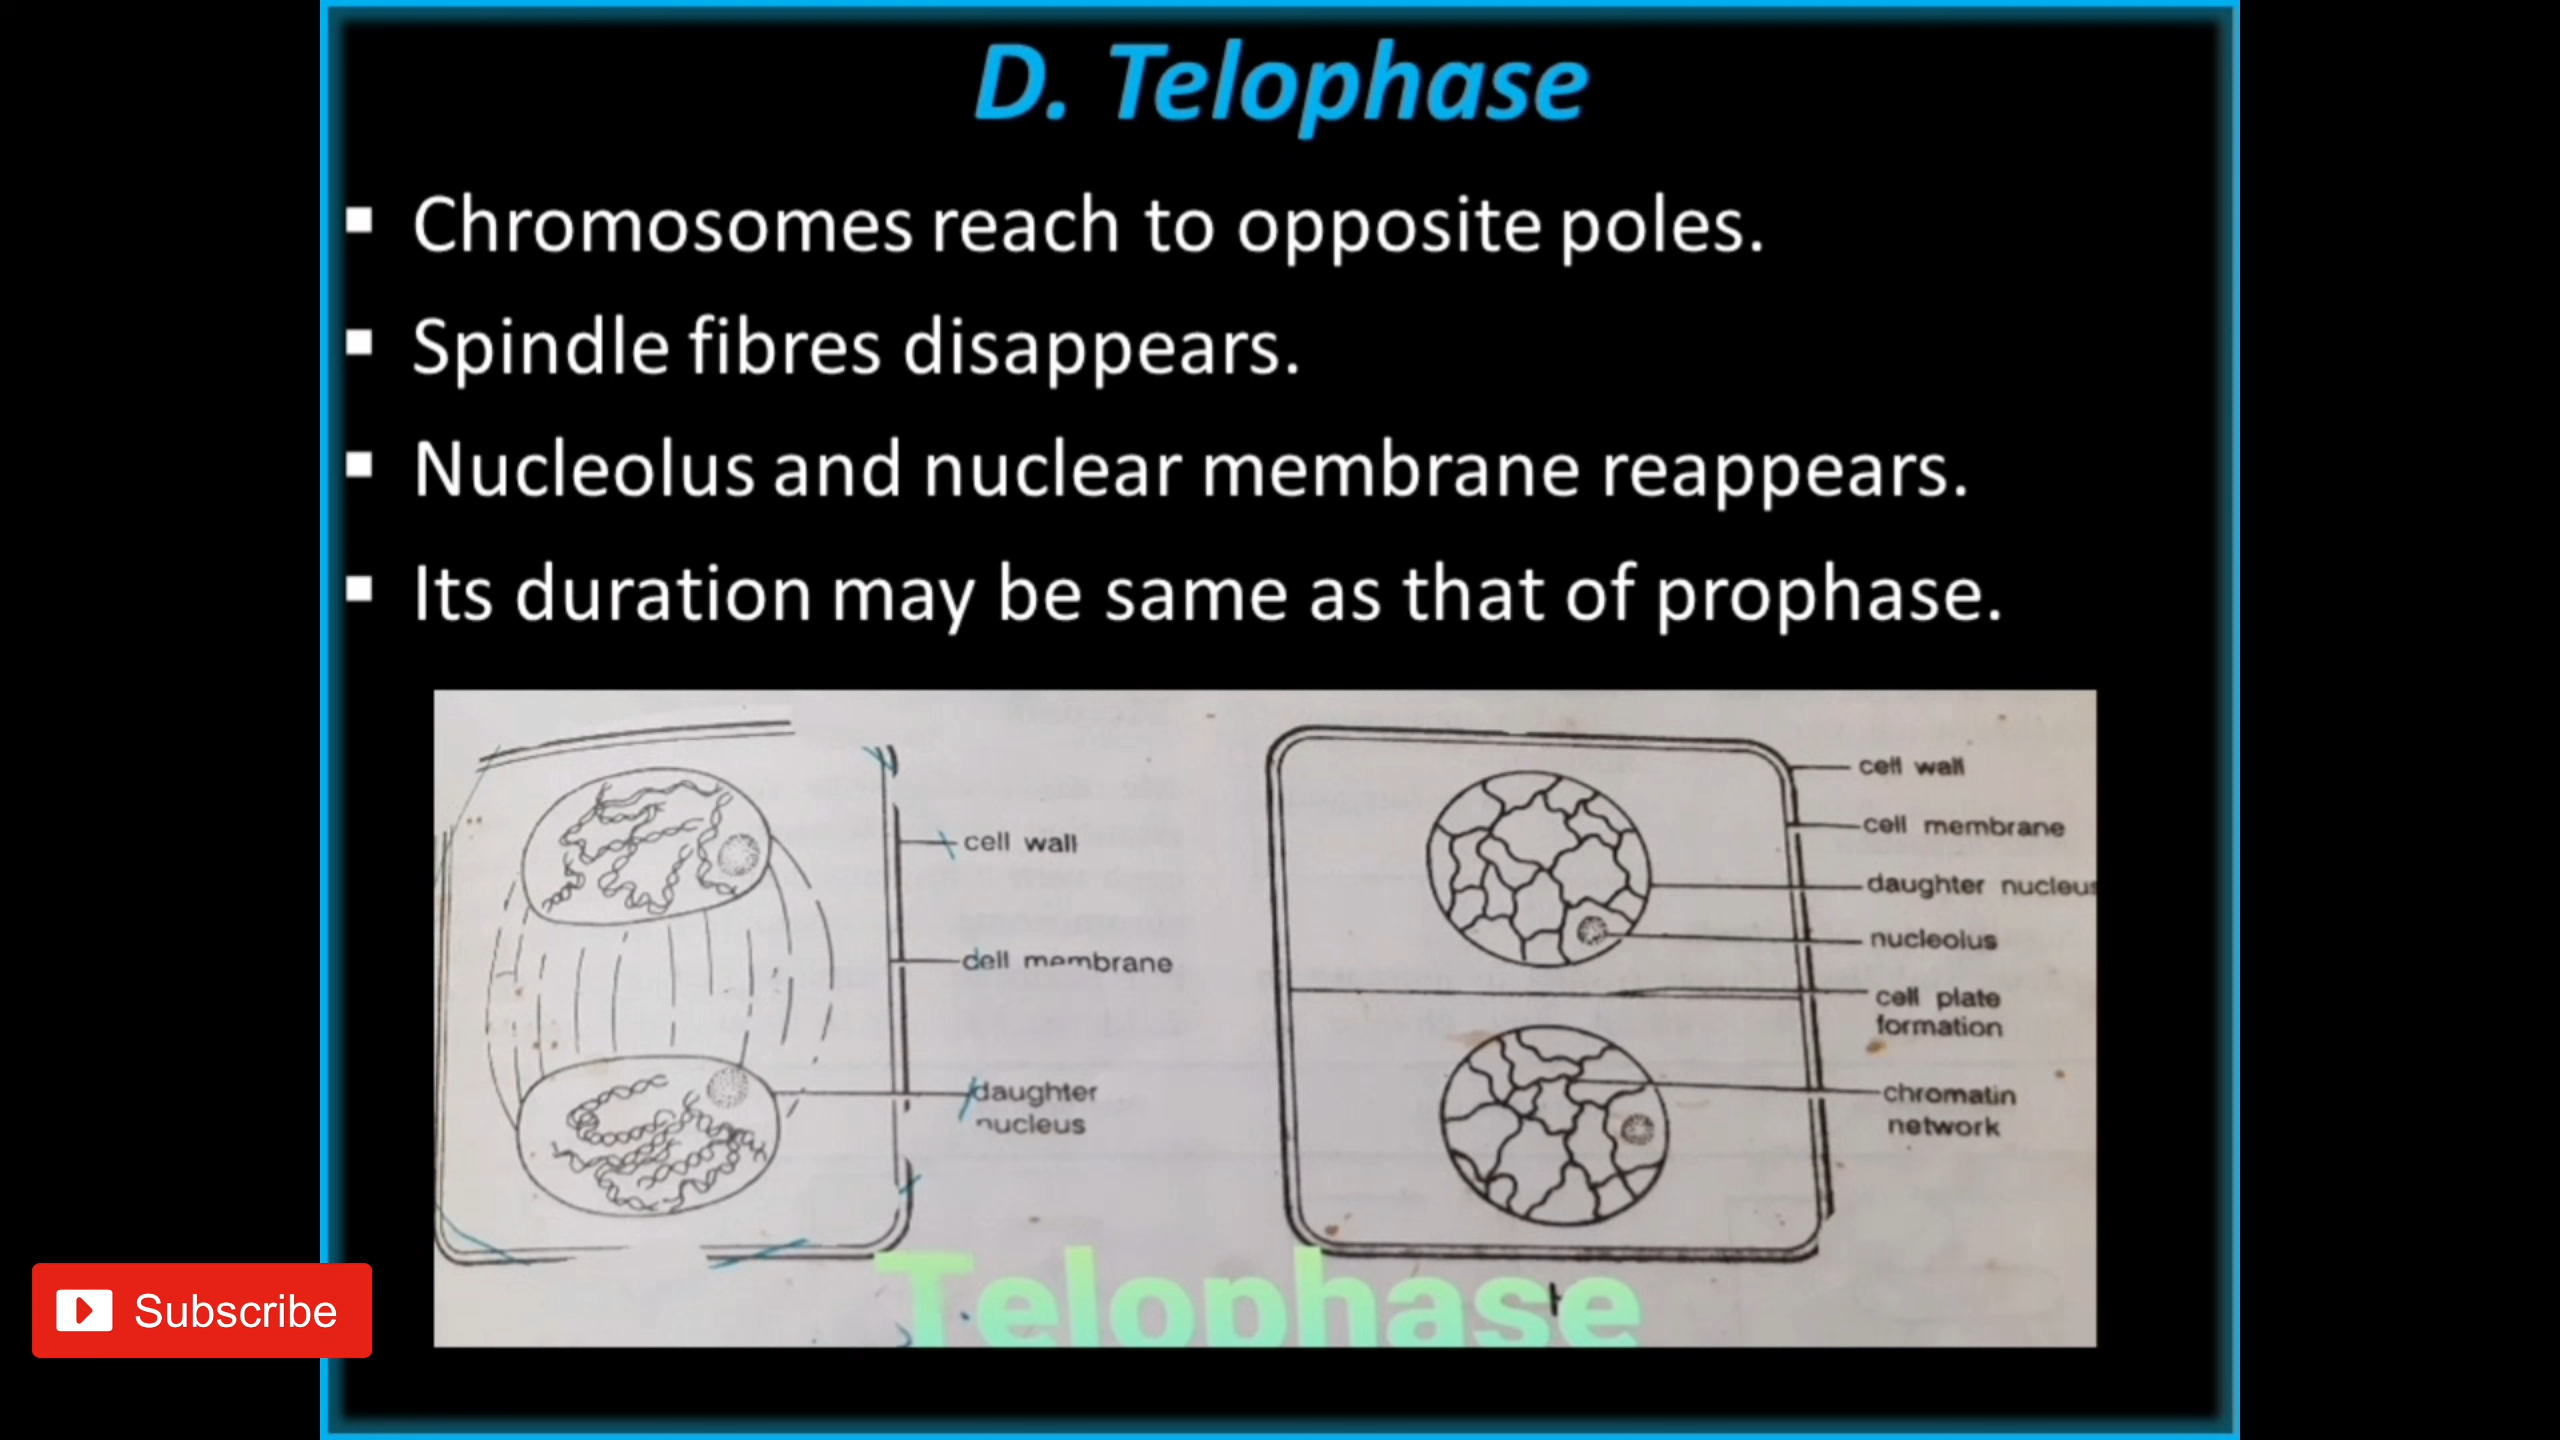 D. Telophase
Chromosomes reach to opposite poles.
Spindle fibres disappears.
Nucleolus and nuclear membrane reappears.
Its duration may be same as that of prophase.
cell wall
cell membrane
daughter
nucleus
cell wall
cell membrane
daughter nucleus
nucleolus
cell plate
formation
chromatin
network
Telophase
Subscribe